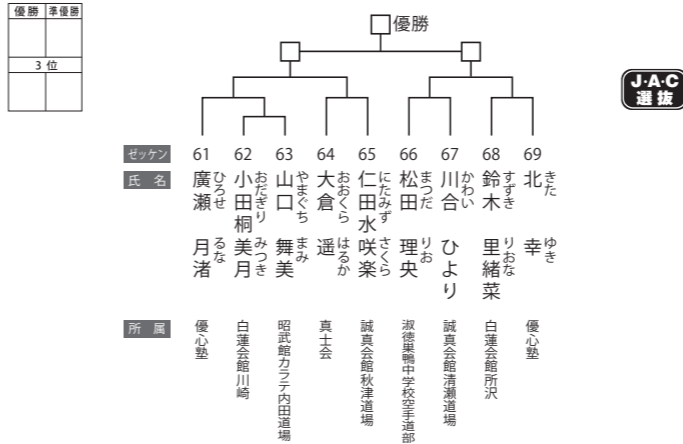 優勝 準優勝
3 位
優勝
J・A・C
選抜
ゼッケン 61 62 63 64 65 66 67 68 69
氏 名
廣瀬 月渚 ひろせ るな
小田桐 美月 おだぎり みつき
山口 舞美 やまぐち まみ
大倉 遥 おおくら はるか
仁田水 咲楽 にたみず さくら
松田 理央 まつだ りお
川合 ひより かわい
鈴木 里緒菜 すずき りおな
北 幸 きた ゆき
所 属
優心塾
白蓮会館川崎
昭武館カラテ内田道場
真士会
誠真会館秋津道場
淑徳巣鴨中学校空手道部
誠真会館清瀬道場
白蓮会館所沢
優心塾